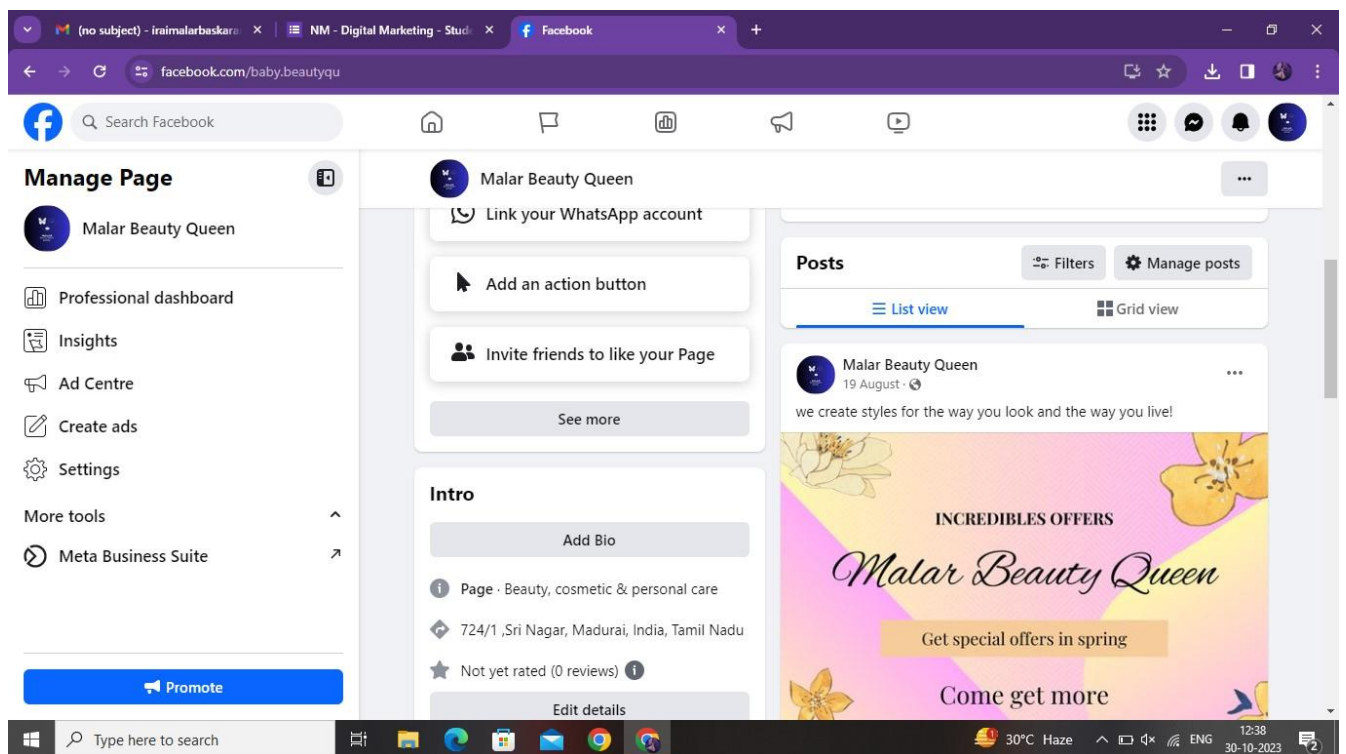 (no subject) - iraimalarbaskara
NM - Digital Marketing - Stud
Facebook
facebook.com/baby.beautyqu
Search Facebook
Manage Page
Malar Beauty Queen
Professional dashboard
Insights
Ad Centre
Create ads
Settings
More tools
Meta Business Suite
Promote
Malar Beauty Queen
Link your WhatsApp account
Add an action button
Invite friends to like your Page
See more
Intro
Add Bio
Page · Beauty, cosmetic & personal care
724/1 ,Sri Nagar, Madurai, India, Tamil Nadu
Not yet rated (0 reviews)
Edit details
Posts
Filters
Manage posts
List view
Grid view
Malar Beauty Queen
19 August
we create styles for the way you look and the way you live!
INCREDIBLES OFFERS
Malar Beauty Queen
Get special offers in spring
Come get more
Type here to search
30°C Haze
ENG
12:38
30-10-2023
2